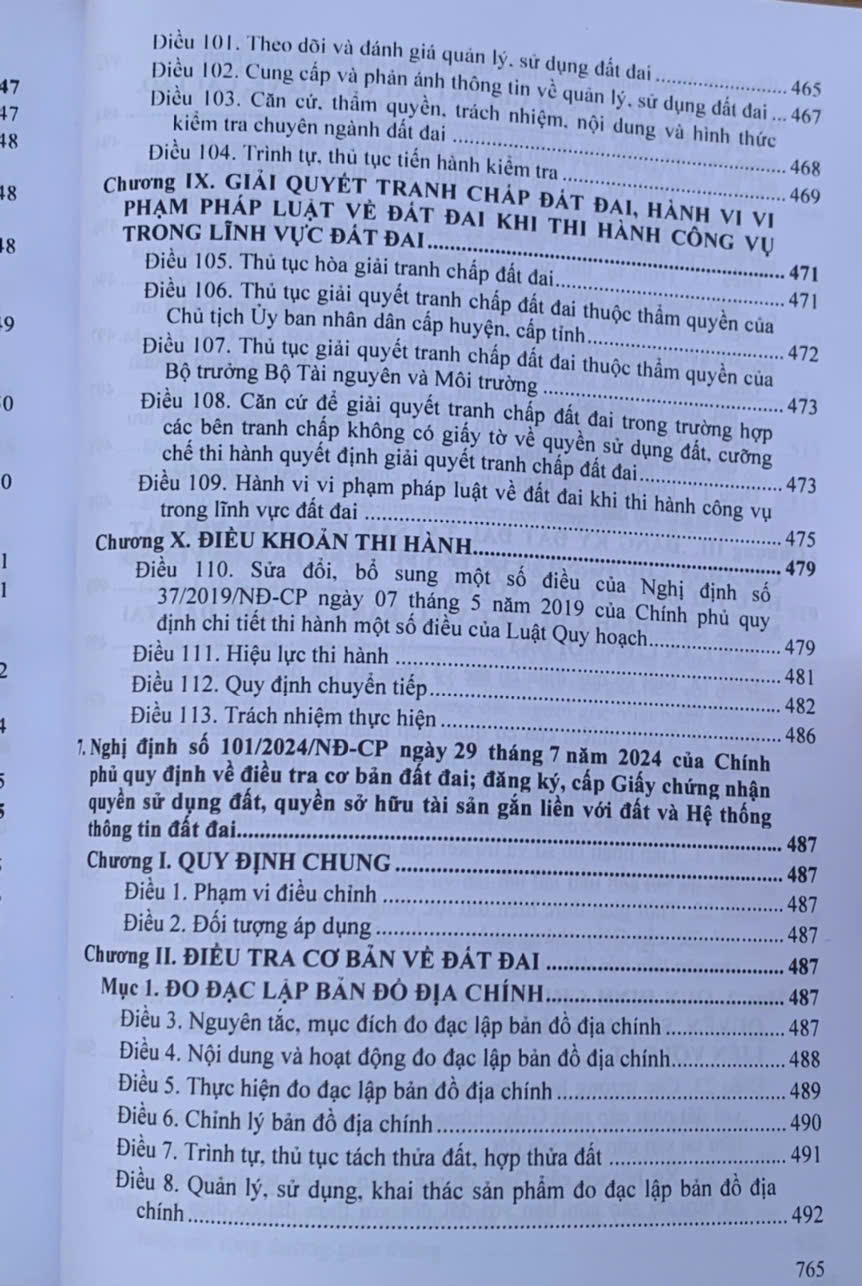 Điều 101. Theo dõi và đánh giá quản lý, sử dụng đất đai ........ 465
Điều 102. Cung cấp và phản ánh thông tin về quản lý, sử dụng đất đai ... 467
Điều 103. Căn cứ, thẩm quyền, trách nhiệm, nội dung và hình thức
kiểm tra chuyên ngành đất đai ........ 468
Điều 104. Trình tự, thủ tục tiến hành kiểm tra ........ 469
Chương IX. GIẢI QUYẾT TRANH CHẤP ĐẤT ĐAI, HÀNH VI VI
PHẠM PHÁP LUẬT VỀ ĐẤT ĐAI KHI THI HÀNH CÔNG VỤ
TRONG LĨNH VỰC ĐẤT ĐAI ........ 471
Điều 105. Thủ tục hòa giải tranh chấp đất đai ........ 471
Điều 106. Thủ tục giải quyết tranh chấp đất đai thuộc thẩm quyền của
Chủ tịch Ủy ban nhân dân cấp huyện, cấp tỉnh ........ 472
Điều 107. Thủ tục giải quyết tranh chấp đất đai thuộc thẩm quyền của
Bộ trưởng Bộ Tài nguyên và Môi trường ........ 473
Điều 108. Căn cứ để giải quyết tranh chấp đất đai trong trường hợp
các bên tranh chấp không có giấy tờ về quyền sử dụng đất, cưỡng
chế thi hành quyết định giải quyết tranh chấp đất đai ........ 473
Điều 109. Hành vi vi phạm pháp luật về đất đai khi thi hành công vụ
trong lĩnh vực đất đai ........ 475
Chương X. ĐIỀU KHOẢN THI HÀNH ........ 479
Điều 110. Sửa đổi, bổ sung một số điều của Nghị định số
37/2019/NĐ-CP ngày 07 tháng 5 năm 2019 của Chính phủ quy
định chi tiết thi hành một số điều của Luật Quy hoạch ........ 479
Điều 111. Hiệu lực thi hành ........ 481
Điều 112. Quy định chuyển tiếp ........ 482
Điều 113. Trách nhiệm thực hiện ........ 486
7. Nghị định số 101/2024/NĐ-CP ngày 29 tháng 7 năm 2024 của Chính
phủ quy định về điều tra cơ bản đất đai; đăng ký, cấp Giấy chứng nhận
quyền sử dụng đất, quyền sở hữu tài sản gắn liền với đất và Hệ thống
thông tin đất đai ........ 487
Chương I. QUY ĐỊNH CHUNG ........ 487
Điều 1. Phạm vi điều chỉnh ........ 487
Điều 2. Đối tượng áp dụng ........ 487
Chương II. ĐIỀU TRA CƠ BẢN VỀ ĐẤT ĐAI ........ 487
Mục 1. ĐO ĐẠC LẬP BẢN ĐỒ ĐỊA CHÍNH ........ 487
Điều 3. Nguyên tắc, mục đích đo đạc lập bản đồ địa chính ........ 487
Điều 4. Nội dung và hoạt động đo đạc lập bản đồ địa chính ........ 488
Điều 5. Thực hiện đo đạc lập bản đồ địa chính ........ 489
Điều 6. Chỉnh lý bản đồ địa chính ........ 490
Điều 7. Trình tự, thủ tục tách thửa đất, hợp thửa đất ........ 491
Điều 8. Quản lý, sử dụng, khai thác sản phẩm đo đạc lập bản đồ địa
chính ........ 492
765